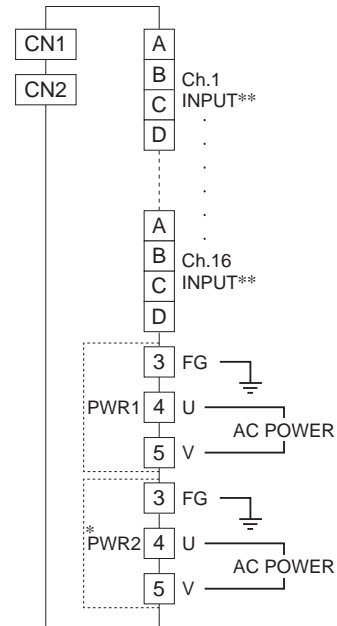 CN1
CN2
A
B
C
D
Ch.1
INPUT**
A
B
C
D
Ch.16
INPUT**
PWR1
3 FG
4 U
5 V
AC POWER
*
PWR2
3 FG
4 U
5 V
AC POWER